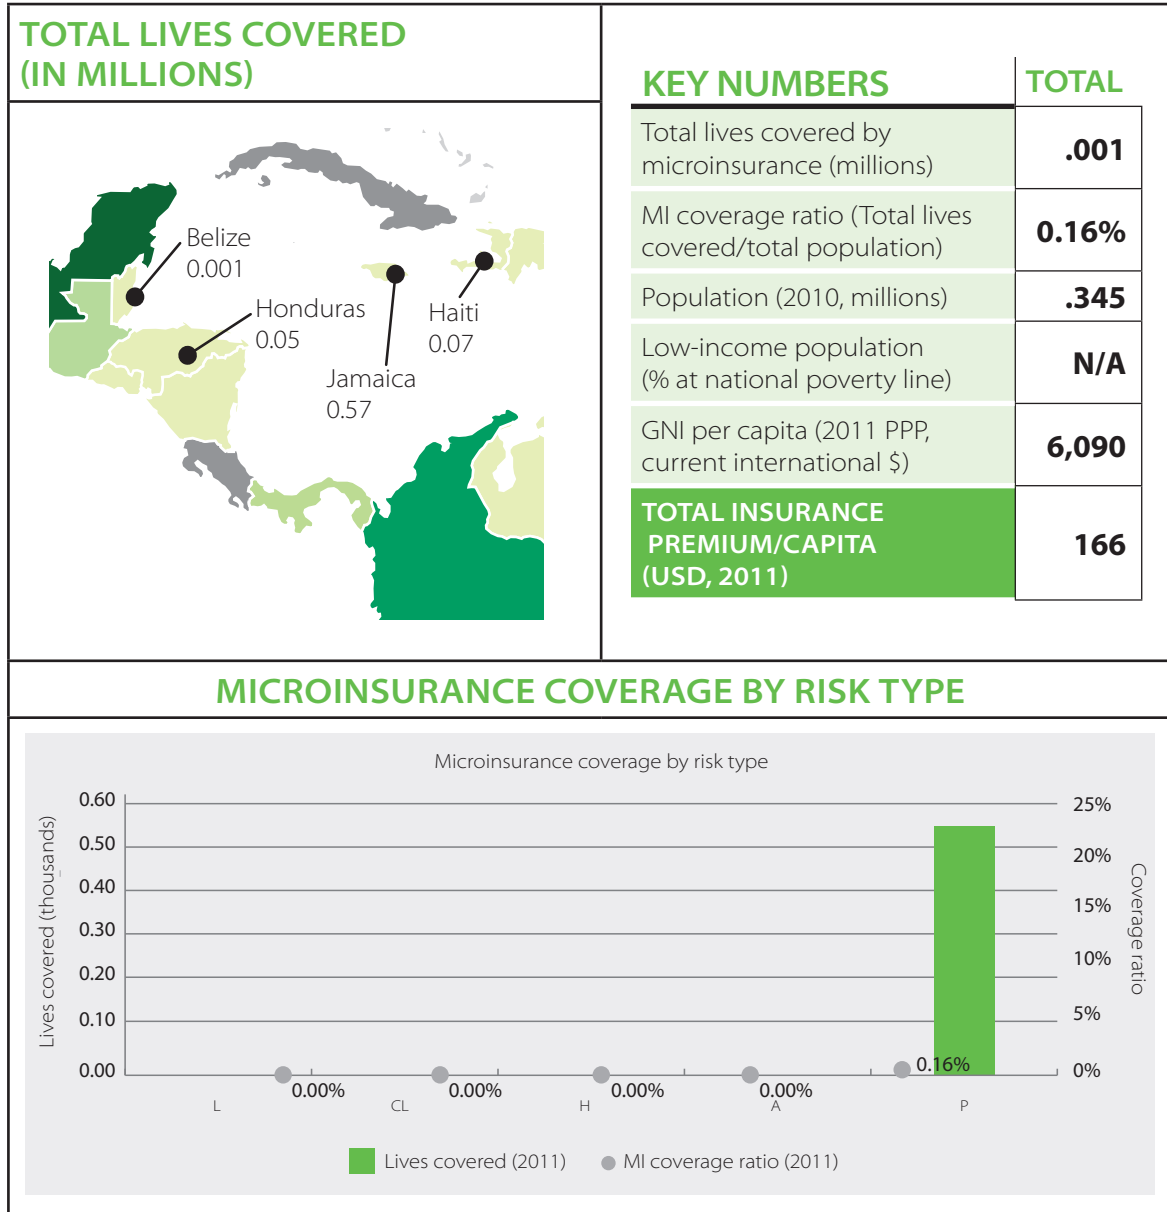 TOTAL LIVES COVERED
(IN MILLIONS)
Belize
0.001
Honduras
0.05
Haiti
0.07
Jamaica
0.57
KEY NUMBERS TOTAL
Total lives covered by
microinsurance (millions)
.001
MI coverage ratio (Total lives
covered/total population)
0.16%
Population (2010, millions)
.345
Low-income population
(% at national poverty line)
N/A
GNI per capita (2011 PPP,
current international $)
6,090
TOTAL INSURANCE
PREMIUM/CAPITA
(USD, 2011)
166
MICROINSURANCE COVERAGE BY RISK TYPE
Microinsurance coverage by risk type
Lives covered (thousands)
0.60
0.50
0.40
0.30
0.20
0.10
0.00
25%
20%
15%
10%
5%
0%
Coverage ratio
0.00% 0.00% 0.00% 0.00% 0.16%
L CL H A P
Lives covered (2011) MI coverage ratio (2011)